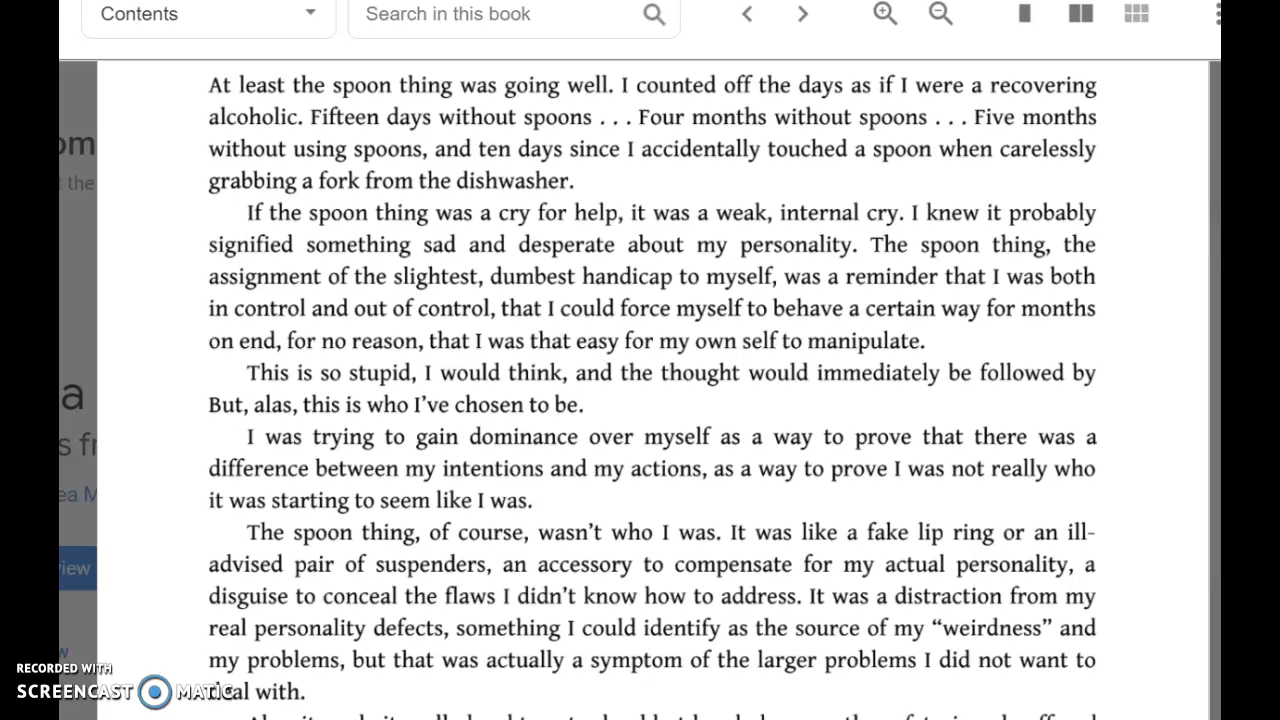 Contents
Search in this book
At least the spoon thing was going well. I counted off the days as if I were a recovering
alcoholic. Fifteen days without spoons . . . Four months without spoons . . . Five months
without using spoons, and ten days since I accidentally touched a spoon when carelessly
grabbing a fork from the dishwasher.
If the spoon thing was a cry for help, it was a weak, internal cry. I knew it probably
signified something sad and desperate about my personality. The spoon thing, the
assignment of the slightest, dumbest handicap to myself, was a reminder that I was both
in control and out of control, that I could force myself to behave a certain way for months
on end, for no reason, that I was that easy for my own self to manipulate.
This is so stupid, I would think, and the thought would immediately be followed by
But, alas, this is who I’ve chosen to be.
I was trying to gain dominance over myself as a way to prove that there was a
difference between my intentions and my actions, as a way to prove I was not really who
it was starting to seem like I was.
The spoon thing, of course, wasn’t who I was. It was like a fake lip ring or an ill-
advised pair of suspenders, an accessory to compensate for my actual personality, a
disguise to conceal the flaws I didn’t know how to address. It was a distraction from my
real personality defects, something I could identify as the source of my “weirdness” and
my problems, but that was actually a symptom of the larger problems I did not want to
deal with.
om
t the
a
s fr
ea M
iew
w
RECORDED WITH
SCREENCAST MATIC